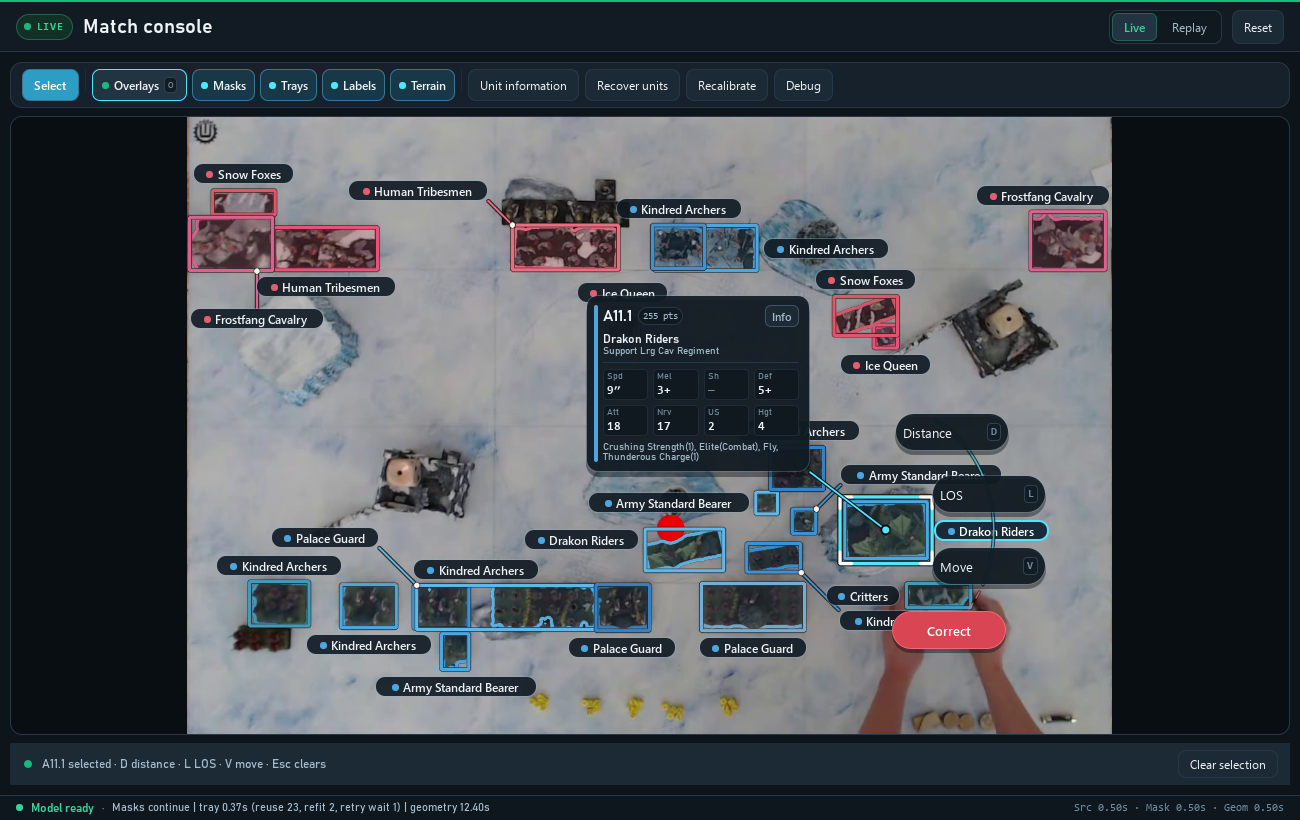 LIVE
Match console
Live
Replay
Reset
Select
Overlays O
Masks
Trays
Labels
Terrain
Unit information
Recover units
Recalibrate
Debug
Snow Foxes
Human Tribesmen
Frostfang Cavalry
Kindred Archers
Kindred Archers
Snow Foxes
Human Tribesmen
Ice Queen
Frostfang Cavalry
A11.1 255 pts
Info
Drakon Riders
Support Lrg Cav Regiment
Spd Mel Sh Def
9″ 3+ – 5+
Att Nrv US Hgt
18 17 2 4
Crushing Strength(1), Elite(Combat), Fly,
Thunderous Charge(1)
Ice Queen
Archers
Distance D
Army Standard Bearer
LOS L
Army Standard Bearer
Drakon Riders
Palace Guard
Drakon Riders
Move V
Kindred Archers
Kindred Archers
Critters
Kindr
Correct
Kindred Archers
Palace Guard
Palace Guard
Army Standard Bearer
A11.1 selected · D distance · L LOS · V move · Esc clears
Clear selection
Model ready · Masks continue | tray 0.37s (reuse 23, refit 2, retry wait 1) | geometry 12.40s
Src 0.50s · Mask 0.50s · Geom 0.50s